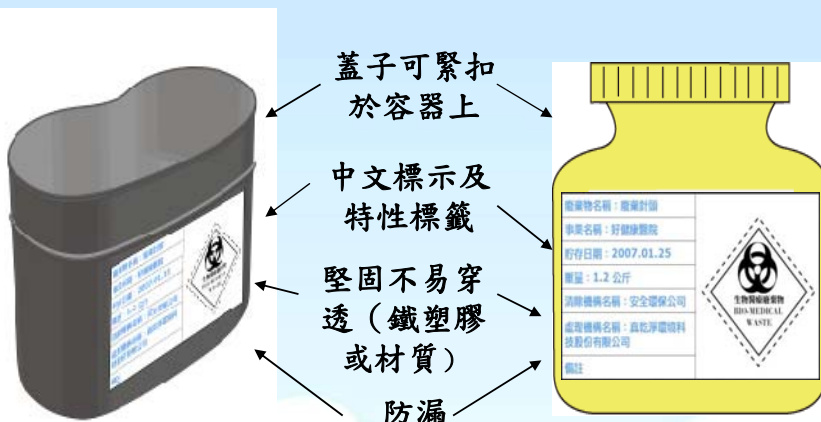 蓋子可緊扣
於容器上
中文標示及
特性標籤
堅固不易穿
透（鐵塑膠
或材質）
防漏
廢棄物名稱：廢棄針頭
事業名稱：好健康醫院
貯存日期：2007.01.25
重量：1.2 公斤
清除機構名稱：安全環保公司
處理機構名稱：真乾淨環境科
技股份有限公司
備註
生物醫療廢棄物
BIO-MEDICAL
WASTE